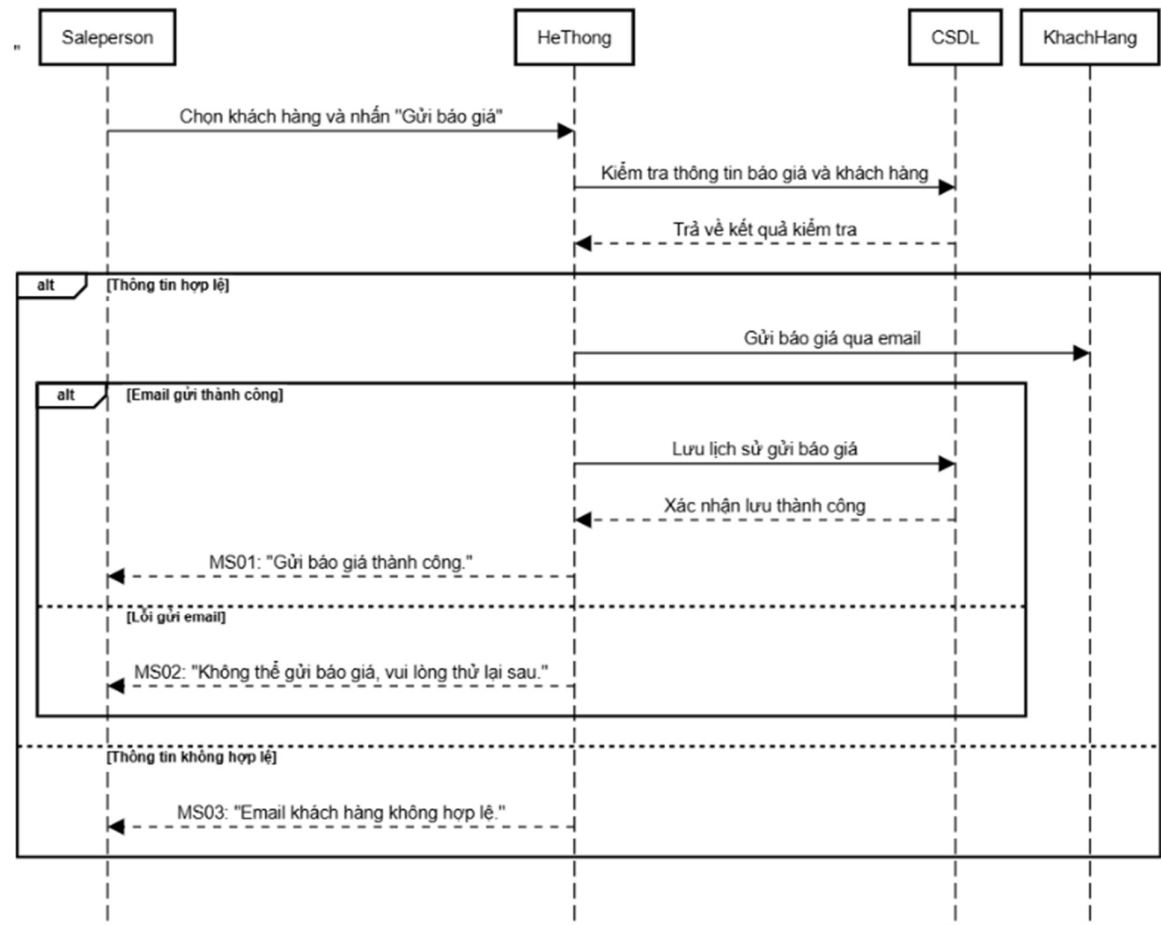 "
Saleperson
HeThong
CSDL
KhachHang
Chọn khách hàng và nhấn "Gửi báo giá"
Kiểm tra thông tin báo giá và khách hàng
Trả về kết quả kiểm tra
alt
[Thông tin hợp lệ]
Gửi báo giá qua email
alt
[Email gửi thành công]
Lưu lịch sử gửi báo giá
Xác nhận lưu thành công
MS01: "Gửi báo giá thành công."
[Lỗi gửi email]
MS02: "Không thể gửi báo giá, vui lòng thử lại sau."
[Thông tin không hợp lệ]
MS03: "Email khách hàng không hợp lệ."